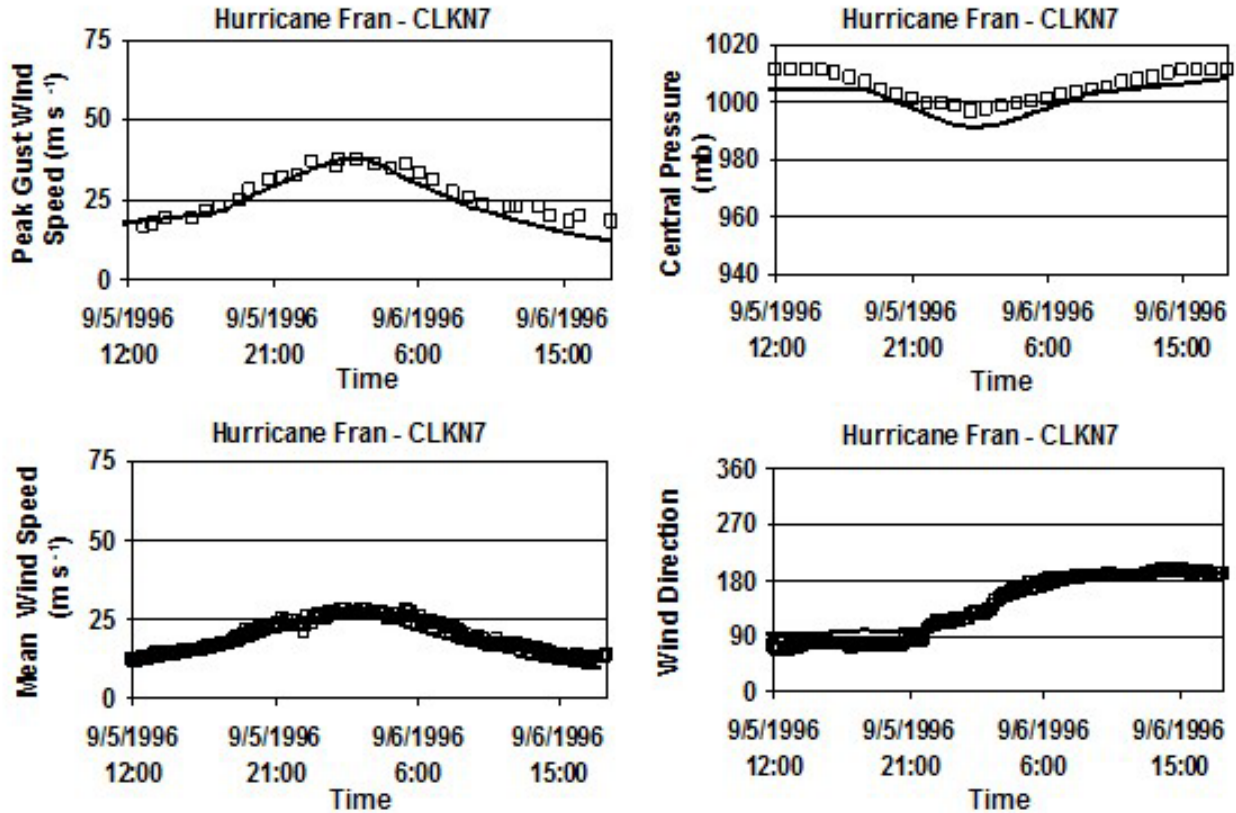 Hurricane Fran - CLKN7
Peak Gust WInd
Speed (m s -1)
75
50
25
0
9/5/1996 9/5/1996 9/6/1996 9/6/1996
12:00 21:00 6:00 15:00
Time
Hurricane Fran - CLKN7
Central Pressure
(mb)
1020
1000
980
960
940
9/5/1996 9/5/1996 9/6/1996 9/6/1996
12:00 21:00 6:00 15:00
Time
Hurricane Fran - CLKN7
Mean Wind Speed
(m s -1)
75
50
25
0
9/5/1996 9/5/1996 9/6/1996 9/6/1996
12:00 21:00 6:00 15:00
Time
Hurricane Fran - CLKN7
Wind Direction
360
270
180
90
0
9/5/1996 9/5/1996 9/6/1996 9/6/1996
12:00 21:00 6:00 15:00
Time